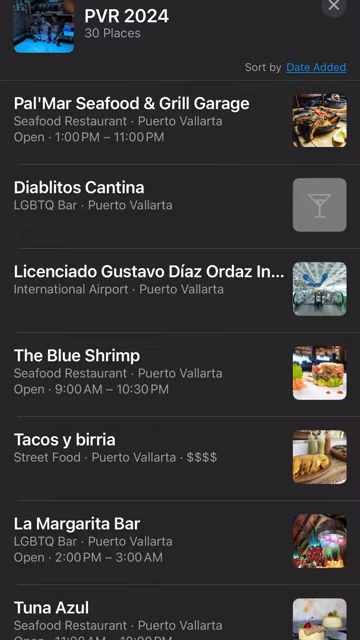 PVR 2024
30 Places
Sort by Date Added
Pal'Mar Seafood & Grill Garage
Seafood Restaurant · Puerto Vallarta
Open · 1:00 PM – 11:00 PM
Diablitos Cantina
LGBTQ Bar · Puerto Vallarta
Licenciado Gustavo Díaz Ordaz In...
International Airport · Puerto Vallarta
The Blue Shrimp
Seafood Restaurant · Puerto Vallarta
Open · 9:00 AM – 10:30 PM
Tacos y birria
Street Food · Puerto Vallarta · $$$$
La Margarita Bar
LGBTQ Bar · Puerto Vallarta
Open · 2:00 PM – 3:00 AM
Tuna Azul
Seafood Restaurant · Puerto Vallarta